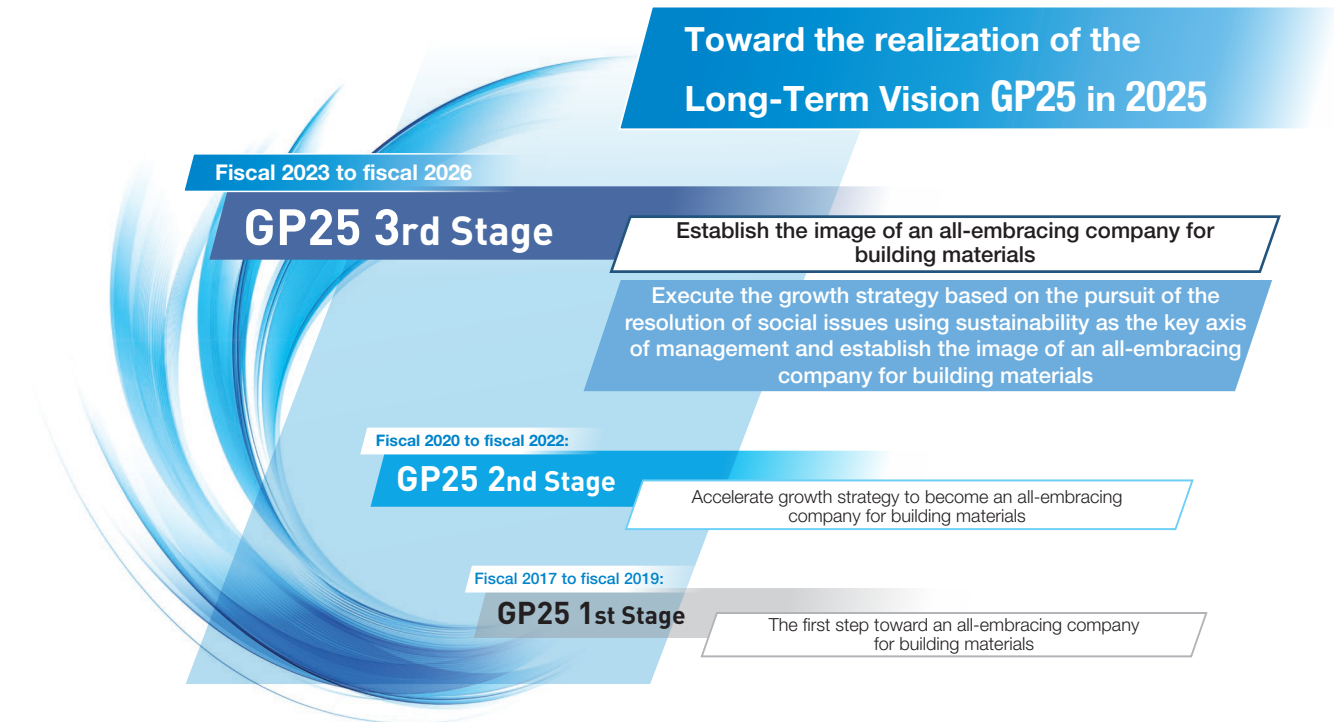 Toward the realization of the
Long-Term Vision GP25 in 2025
Fiscal 2023 to fiscal 2026
GP25 3rd Stage
Establish the image of an all-embracing company for
building materials
Execute the growth strategy based on the pursuit of the
resolution of social issues using sustainability as the key axis
of management and establish the image of an all-embracing
company for building materials
Fiscal 2020 to fiscal 2022:
GP25 2nd Stage
Accelerate growth strategy to become an all-embracing
company for building materials
Fiscal 2017 to fiscal 2019:
GP25 1st Stage
The first step toward an all-embracing company
for building materials